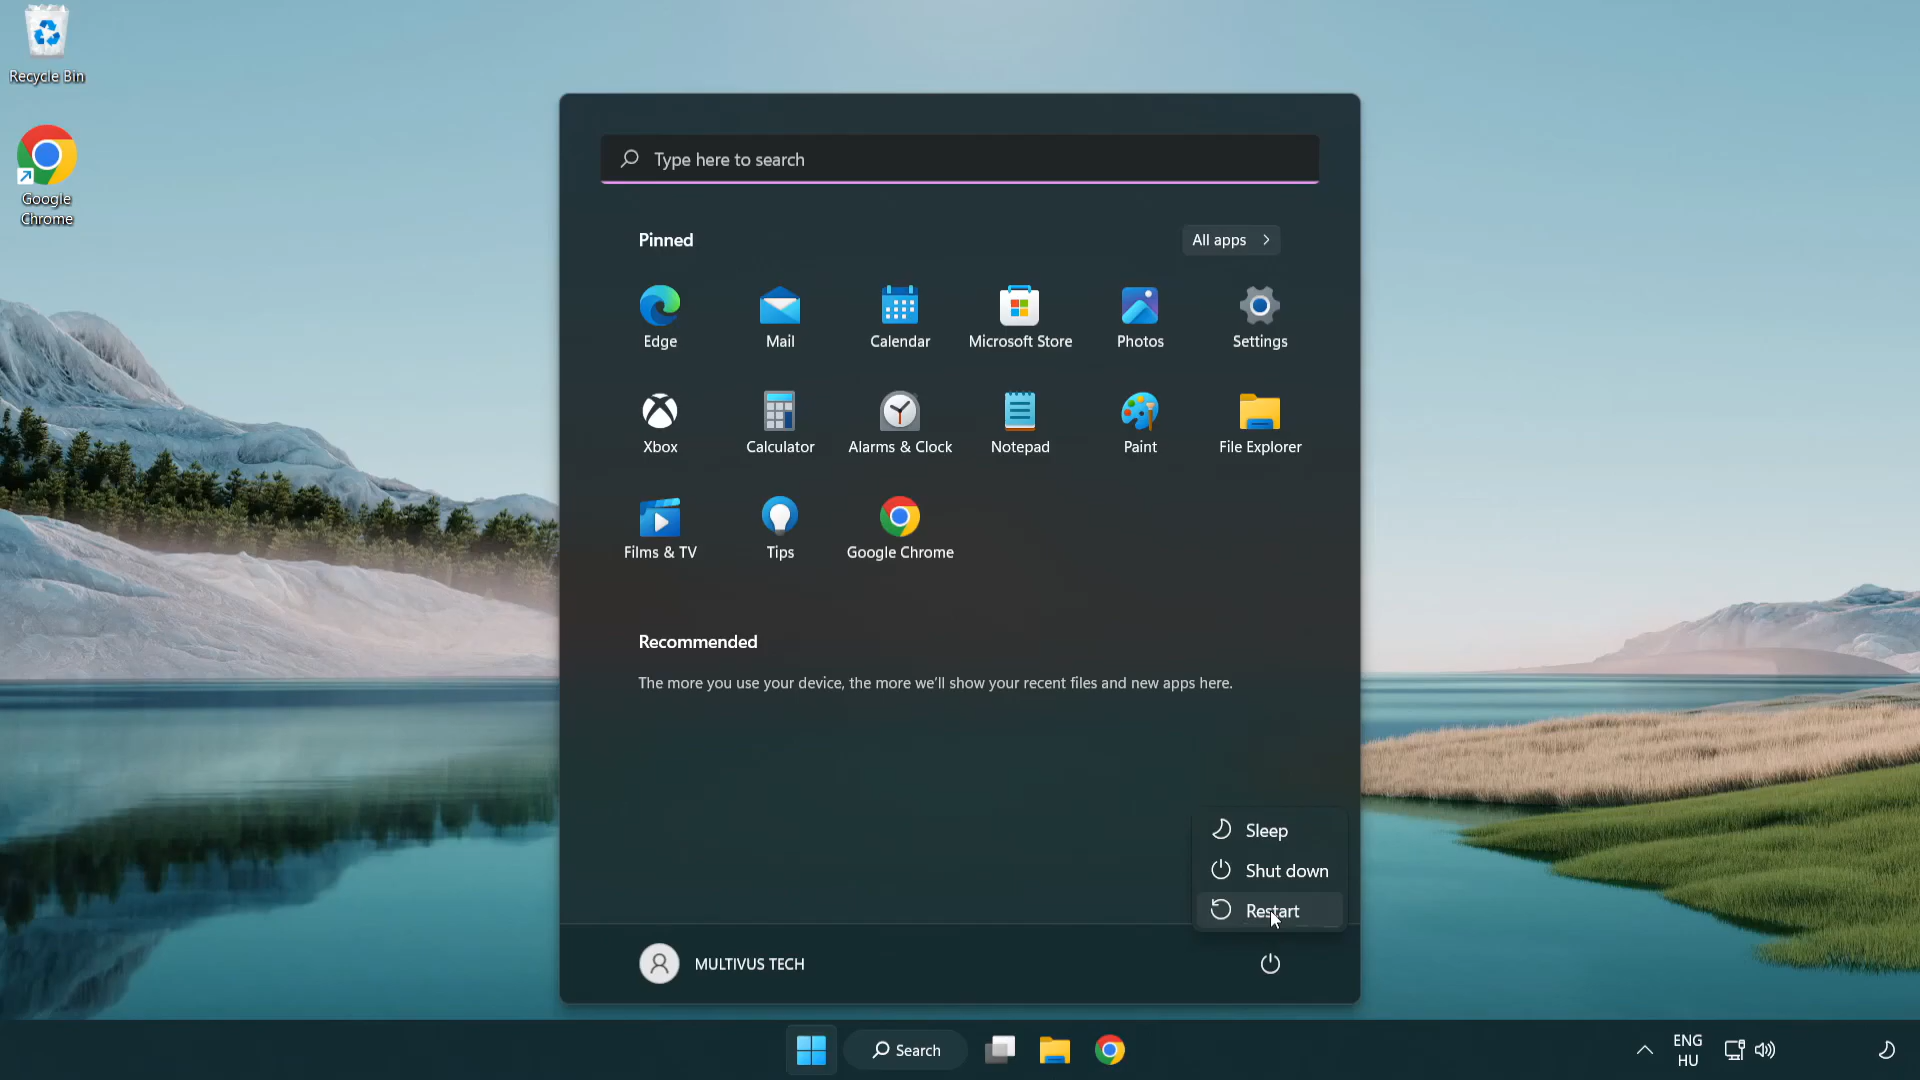 Recycle Bin
Google
Chrome
Type here to search
Pinned
All apps
Edge
Mail
Calendar
Microsoft Store
Photos
Settings
Xbox
Calculator
Alarms & Clock
Notepad
Paint
File Explorer
Films & TV
Tips
Google Chrome
Recommended
The more you use your device, the more we'll show your recent files and new apps here.
Sleep
Shut down
Restart
MULTIVUS TECH
Search
ENG
HU